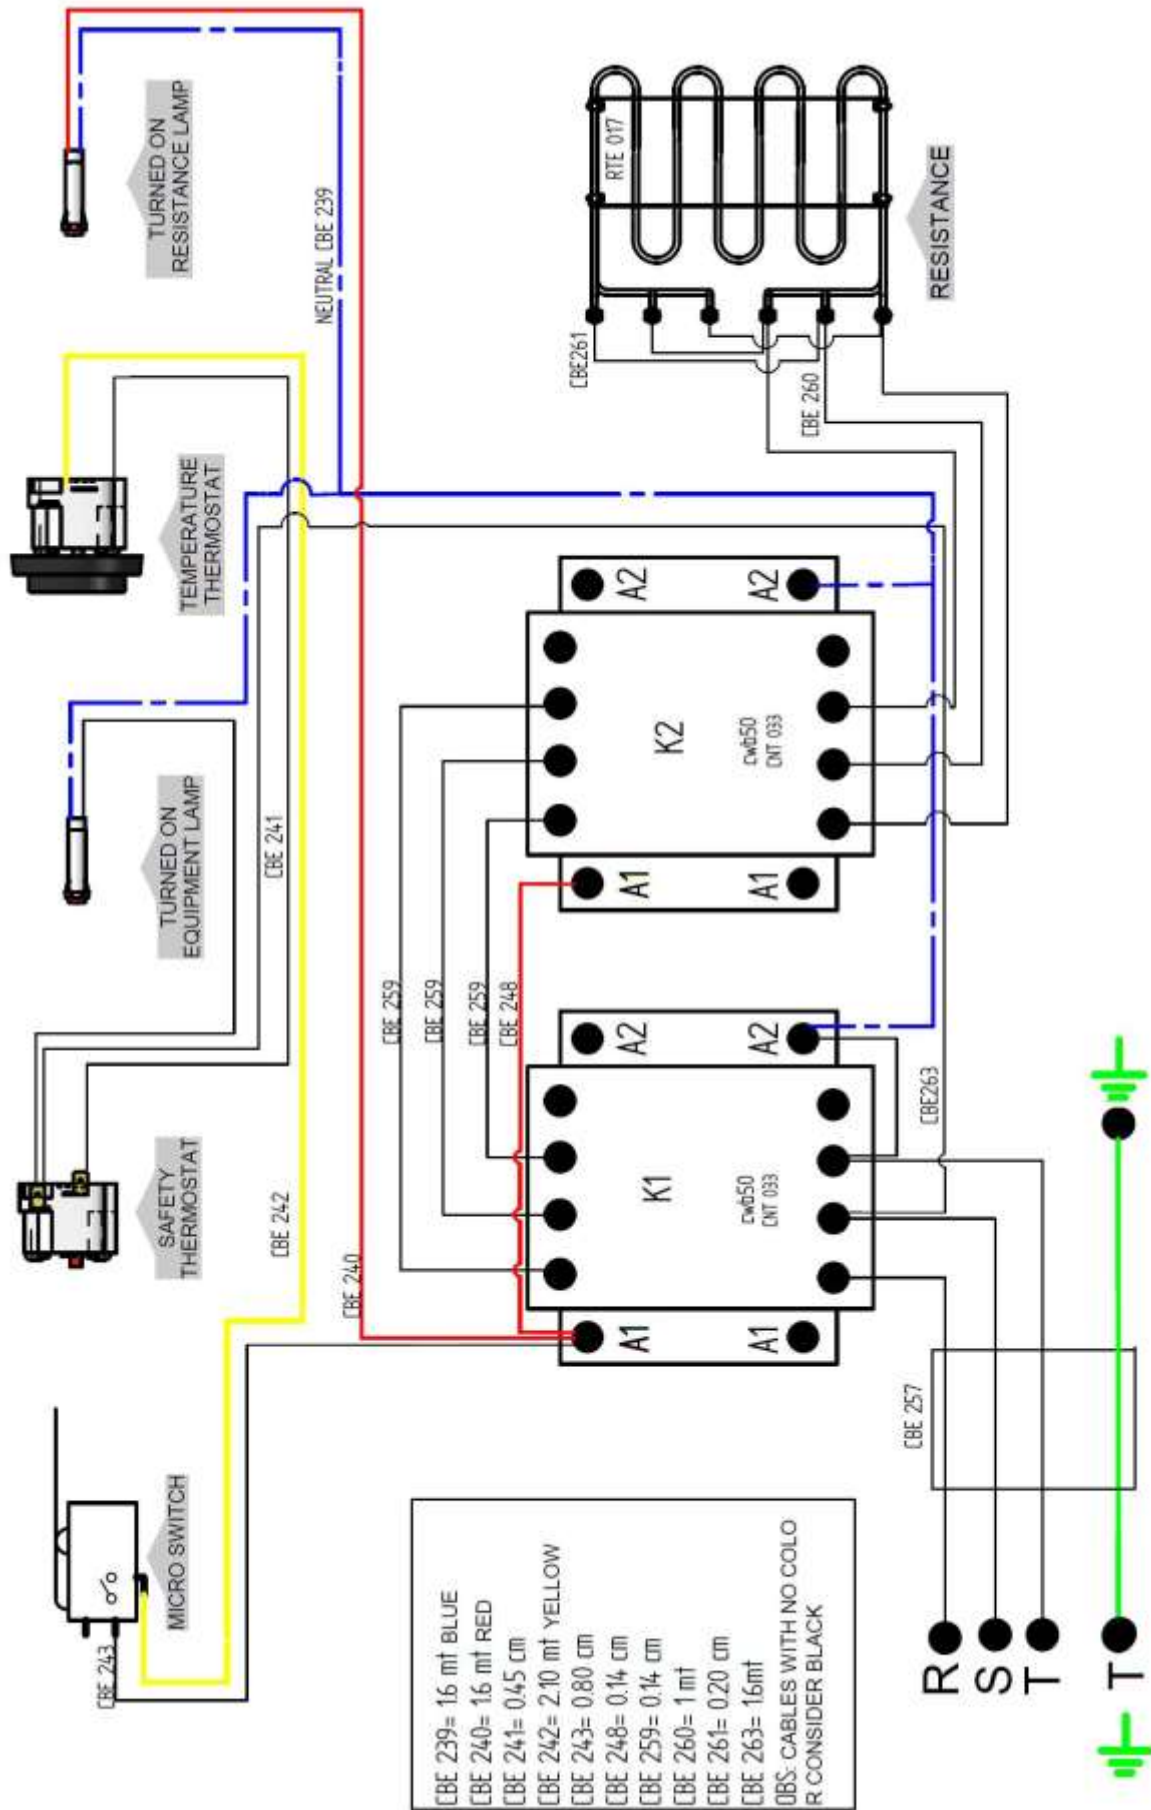 TURNED ON
RESISTANCE LAMP
NEUTRAL CBE 239
TEMPERATURE
THERMOSTAT
TURNED ON
EQUIPMENT LAMP
CBE 241
SAFETY
THERMOSTAT
CBE 242
CBE 240
MICRO SWITCH
CBE 243
RTE 017
RESISTANCE
CBE261
CBE 260
A2
A2
K2
cwb50
CNT 033
A1
A1
CBE 259
CBE 259
CBE 259
CBE 248
A2
A2
K1
cwb50
CNT 033
A1
A1
CBE263
CBE 257
CBE 239= 16 mt BLUE
CBE 240= 1.6 mt RED
CBE 241= 0.45 cm
CBE 242= 2.10 mt YELLOW
CBE 243= 0.80 cm
CBE 248= 0.14 cm
CBE 259= 0.14 cm
CBE 260= 1 mt
CBE 261= 0.20 cm
CBE 263= 1.6mt
OBS: CABLES WITH NO COLO
R CONSIDER BLACK
R
S
T
T